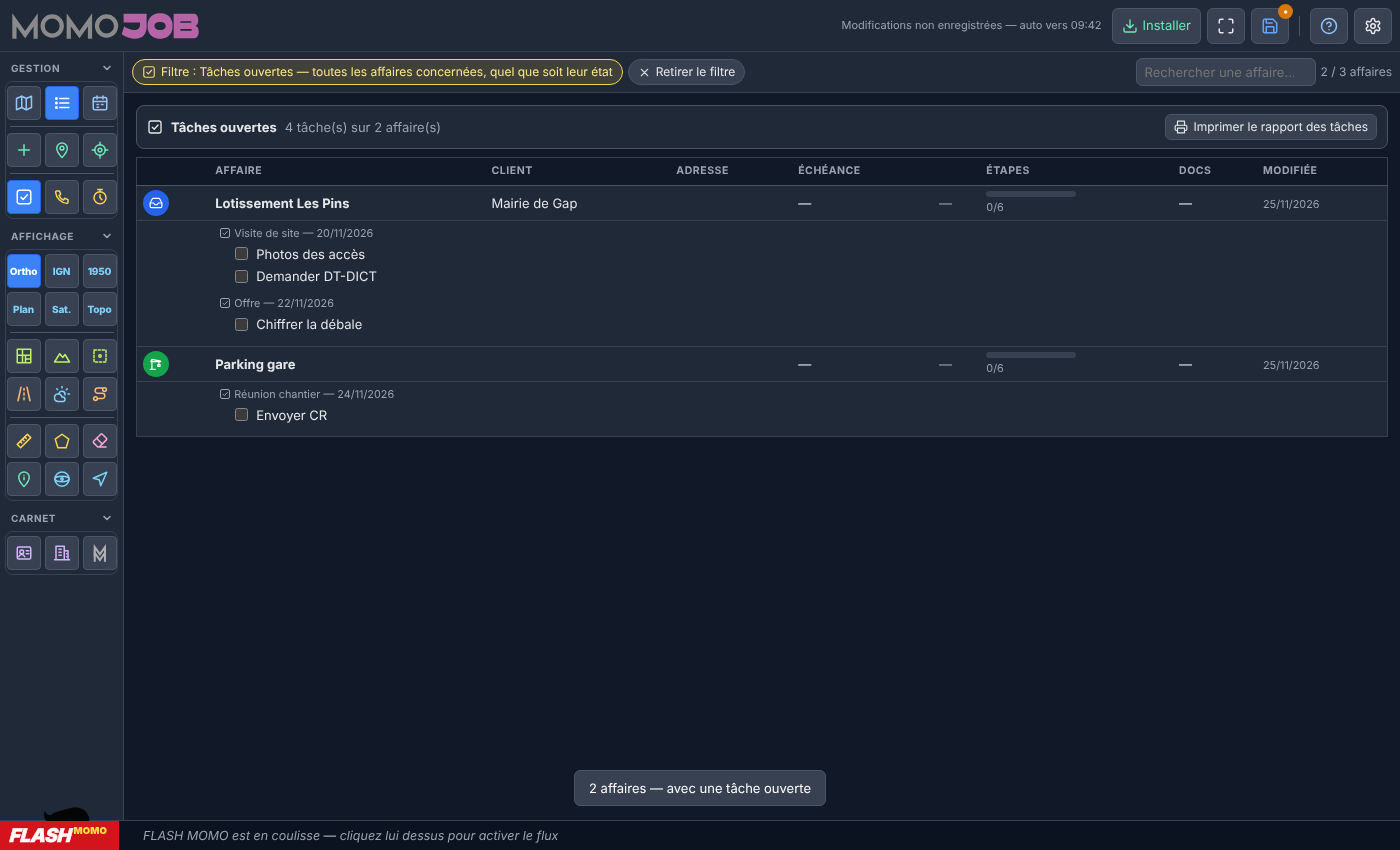 MOMOJOB
Modifications non enregistrées — auto vers 09:42
Installer
GESTION
Filtre : Tâches ouvertes — toutes les affaires concernées, quel que soit leur état
Retirer le filtre
Rechercher une affaire...
2 / 3 affaires
Tâches ouvertes 4 tâche(s) sur 2 affaire(s)
Imprimer le rapport des tâches
AFFAIRE CLIENT ADRESSE ÉCHÉANCE ÉTAPES DOCS MODIFIÉE
Lotissement Les Pins Mairie de Gap — — 0/6 — 25/11/2026
Visite de site — 20/11/2026
Photos des accès
Demander DT-DICT
Offre — 22/11/2026
Chiffrer la débale
Parking gare — — 0/6 — 25/11/2026
Réunion chantier — 24/11/2026
Envoyer CR
AFFICHAGE
Ortho IGN 1950
Plan Sat. Topo
CARNET
2 affaires — avec une tâche ouverte
FLASH MOMO
FLASH MOMO est en coulisse — cliquez lui dessus pour activer le flux